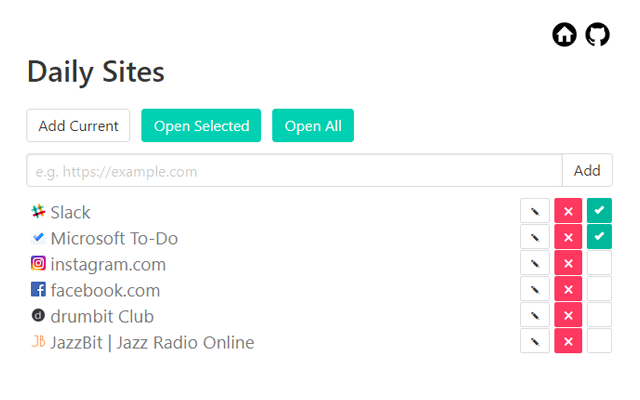 Daily Sites
Add Current Open Selected Open All
e.g. https://example.com Add
Slack
Microsoft To-Do
instagram.com
facebook.com
drumbit Club
JB JazzBit | Jazz Radio Online